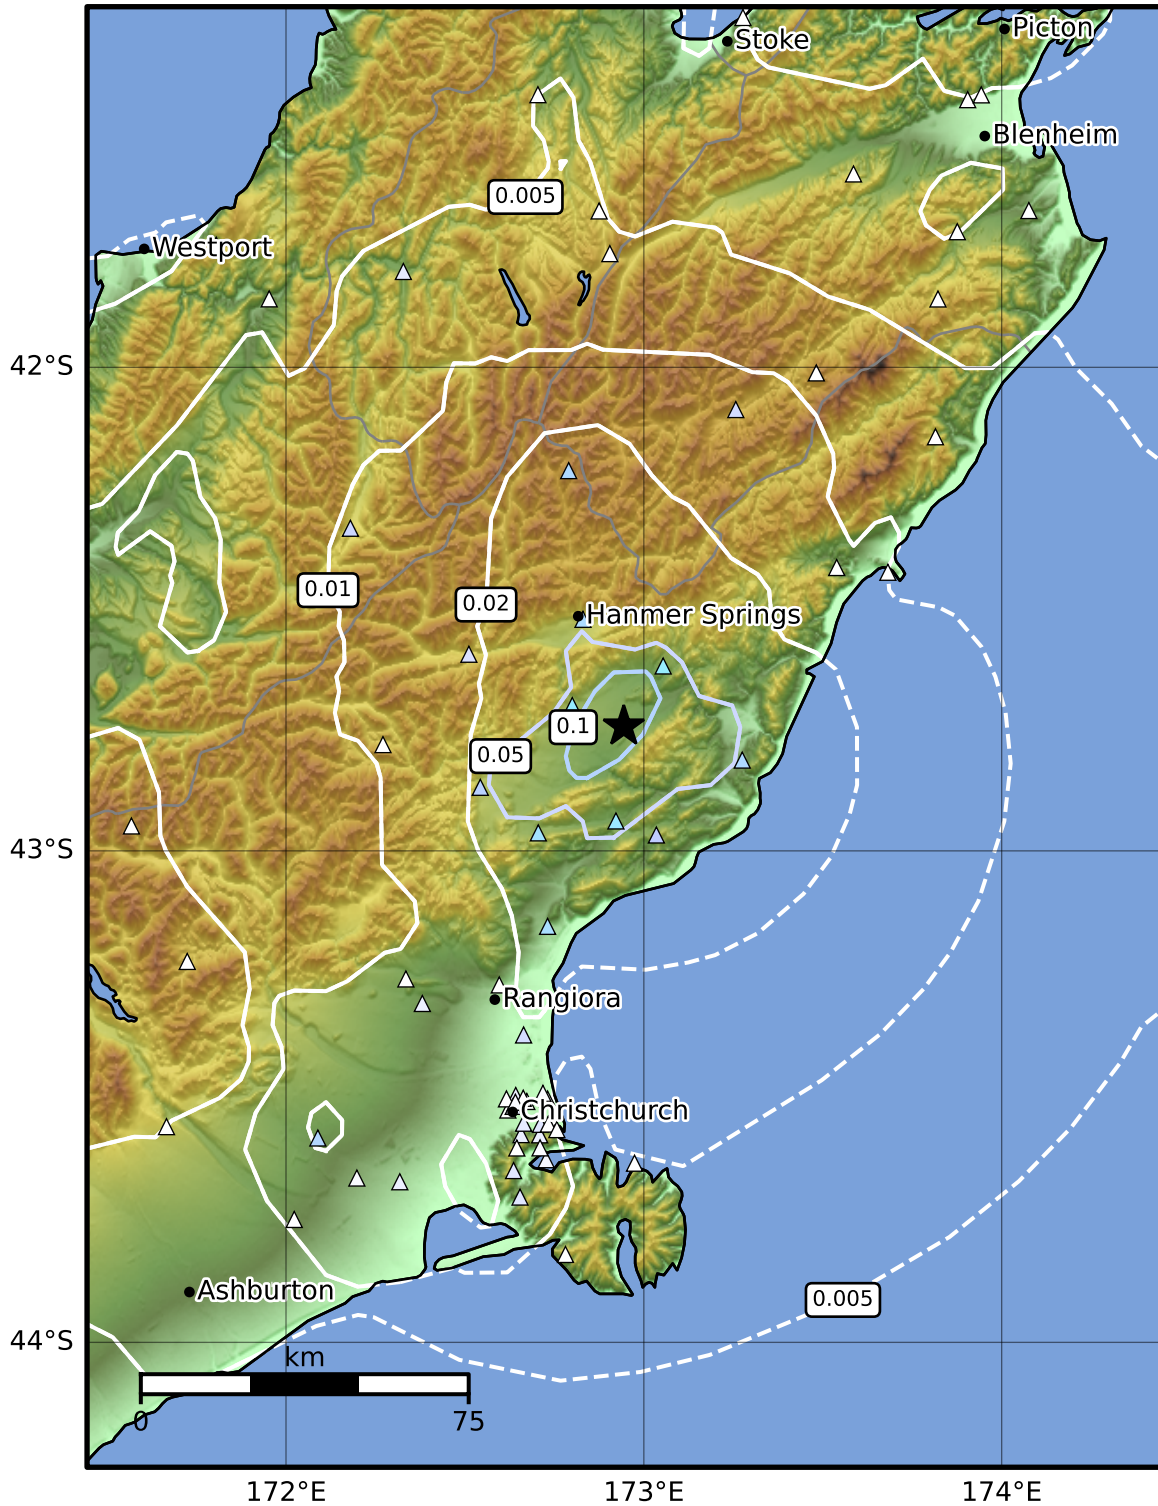 Picton
Stoke
Blenheim
0.005
Westport
42°S
0.01
0.02
Hanmer Springs
0.1
0.05
43°S
Rangiora
Christchurch
Ashburton
0.005
44°S
km
0 75
172°E 173°E 174°E